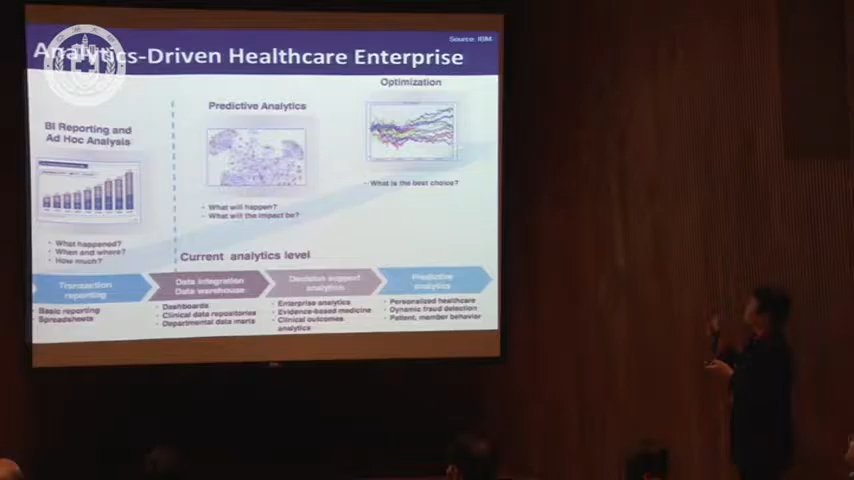 Source: IBM
Analytics-Driven Healthcare Enterprise
Optimization
Predictive Analytics
BI Reporting and
Ad Hoc Analysis
- What is the best choice?
- What will happen?
- What will the impact be?
- What happened?
- When and where?
- How much?
Current analytics level
Transaction
reporting
Data integration
Data warehouse
Decision support
analytics
Predictive
analytics
Basic reporting
Spreadsheets
• Dashboards
• Clinical data repositories
• Departmental data marts
• Enterprise analytics
• Evidence-based medicine
• Clinical outcomes
analytics
• Personalized healthcare
• Dynamic fraud detection
• Patient, member behavior